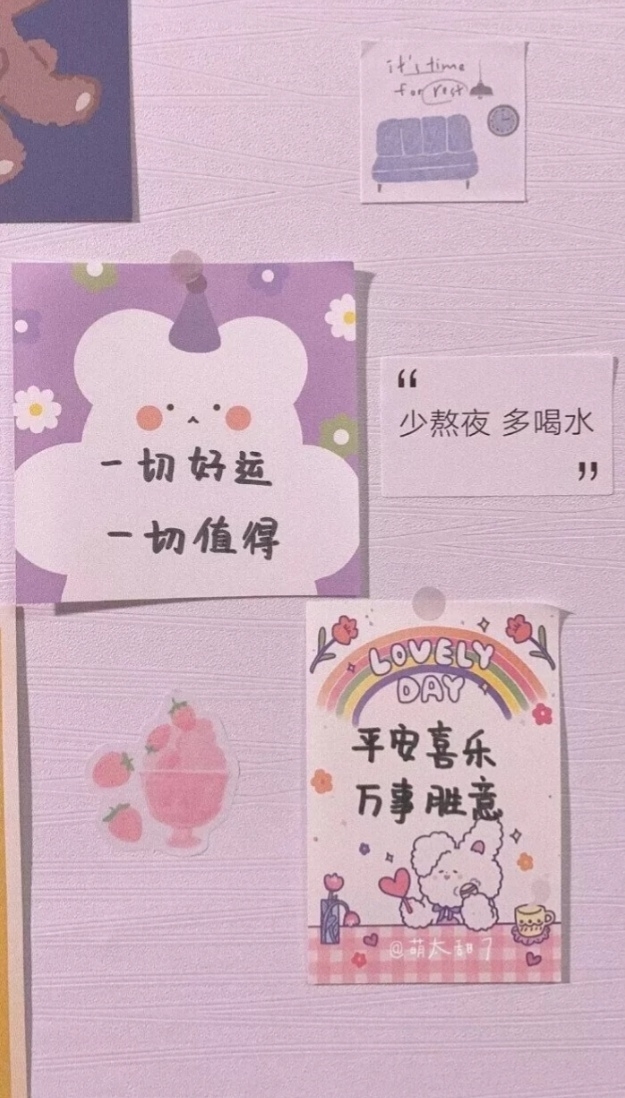 it's time
for rest
一切好运
一切值得
“
少熬夜 多喝水
”
LOVELY
DAY
平安喜乐
万事胜意
@萌太甜了